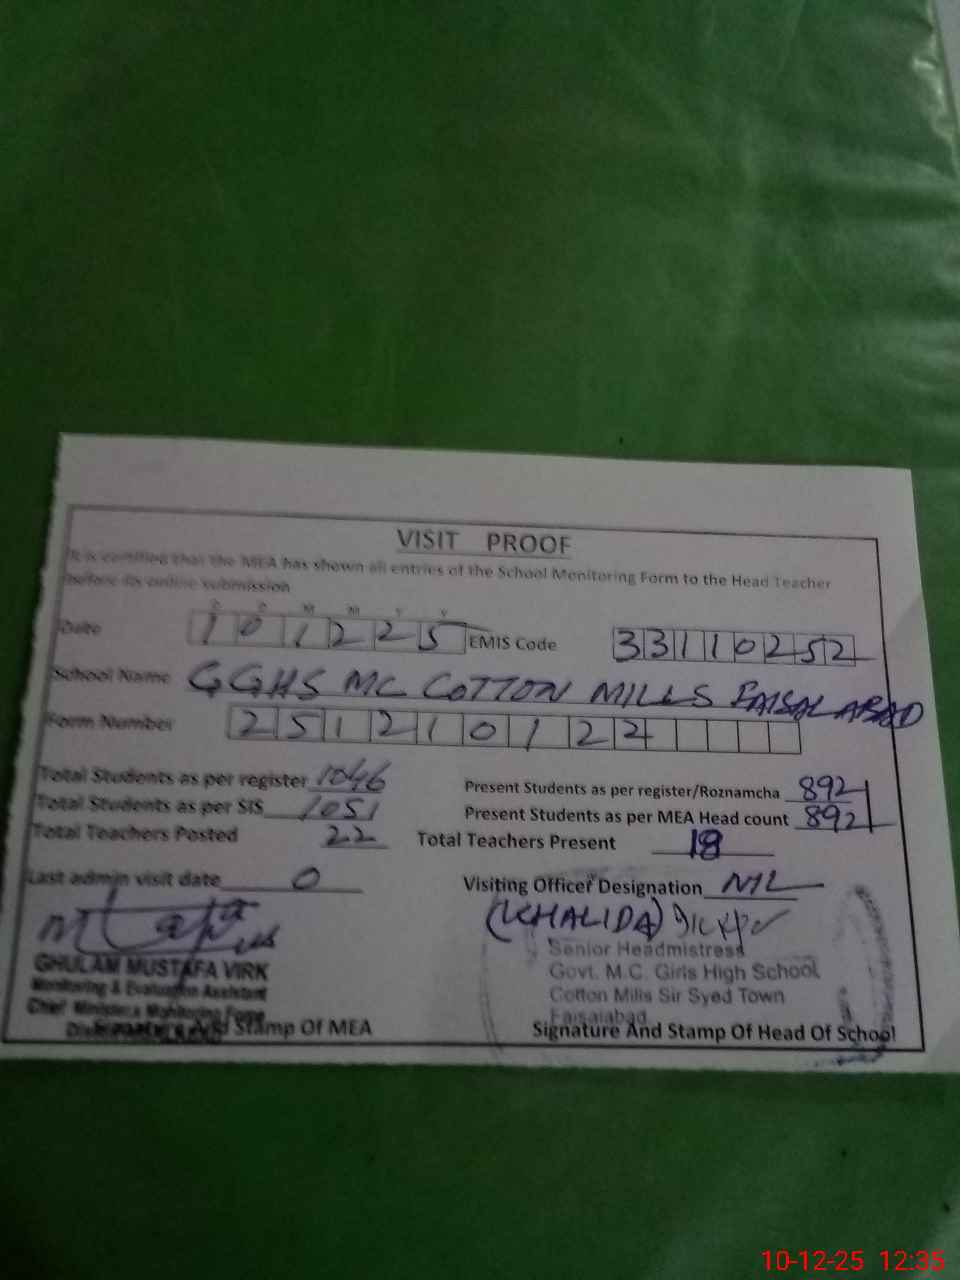 VISIT PROOF
It is certified that the MEA has shown all entries of the School Monitoring Form to the Head Teacher
before its online submission
D D M M Y Y
Date 1 0 1 2 2 5 EMIS Code 3 3 1 1 0 2 5 2
School Name GGHS MC COTTON MILLS FAISALABAD
Form Number 2 5 1 2 1 0 1 2 2
Total Students as per register 1046 Present Students as per register/Roznamcha 892
Total Students as per SIS 1051 Present Students as per MEA Head count 892
Total Teachers Posted 22 Total Teachers Present 18
Last admin visit date 0 Visiting Officer Designation NIL
(KHALIDA)
GHULAM MUSTAFA VIRK Senior Headmistress
Monitoring & Evaluation Assistant Govt. M.C. Girls High School
Chief Minister's Monitoring Force Cotton Mills Sir Syed Town
Faisalabad
Signature And Stamp Of MEA Signature And Stamp Of Head Of School
10-12-25 12:35